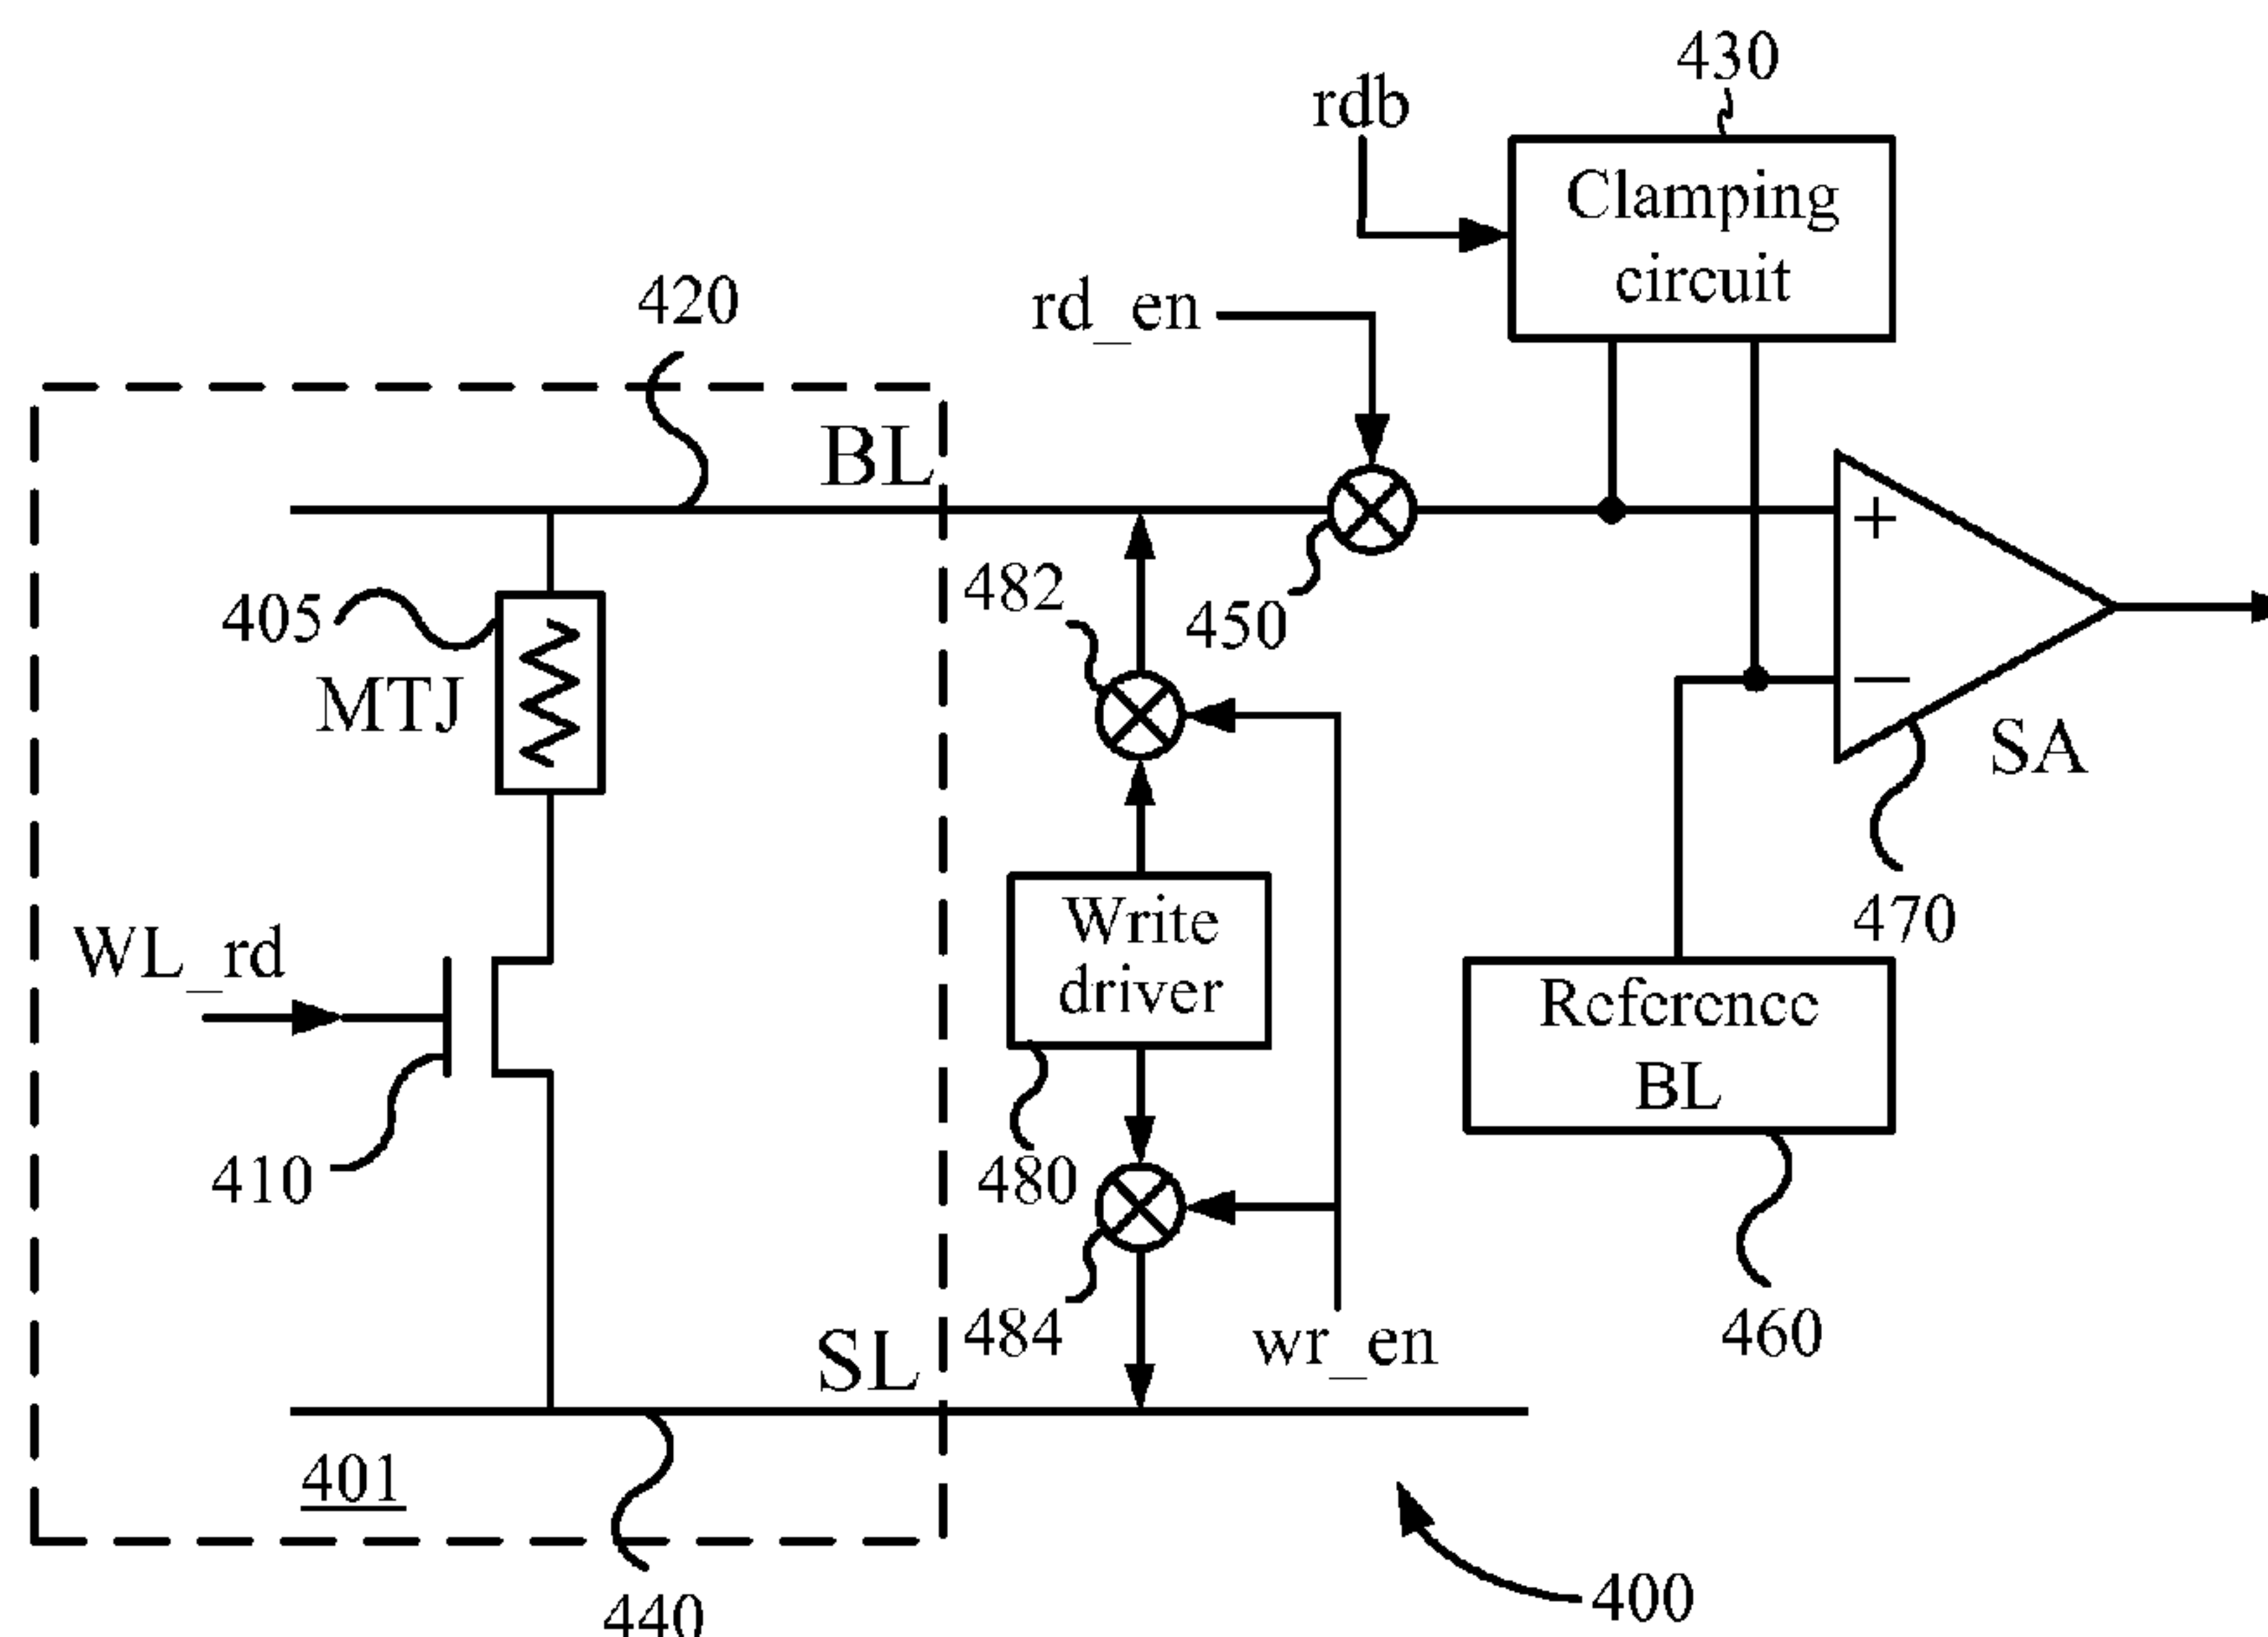 430
rdb
Clamping
circuit
420
rd_en
BL
+
482
450
405
MTJ
−
SA
Write
driver
470
WL_rd
Reference
BL
410
480
484
wr_en
460
SL
401
440
400